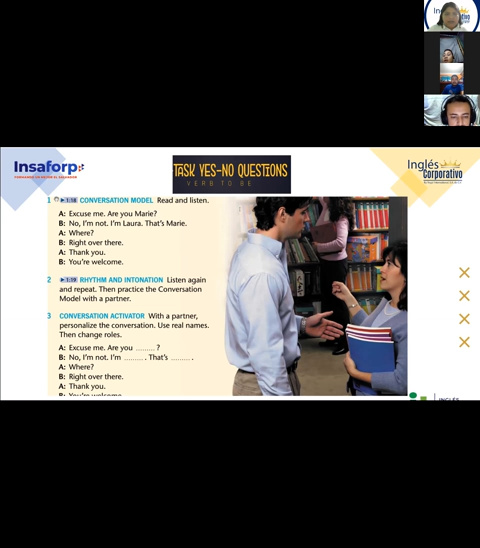 Insaforp
TASK YES-NO QUESTIONS
VERB TO BE
Inglés
Corporativo
1 1:18 CONVERSATION MODEL Read and listen.
A: Excuse me. Are you Marie?
B: No, I'm not. I'm Laura. That's Marie.
A: Where?
B: Right over there.
A: Thank you.
B: You're welcome.
2 1:19 RHYTHM AND INTONATION Listen again
and repeat. Then practice the Conversation
Model with a partner.
3 CONVERSATION ACTIVATOR With a partner,
personalize the conversation. Use real names.
Then change roles.
A: Excuse me. Are you ......... ?
B: No, I'm not. I'm ......... . That's ......... .
A: Where?
B: Right over there.
A: Thank you.
B: You're welcome.
INGLÉS